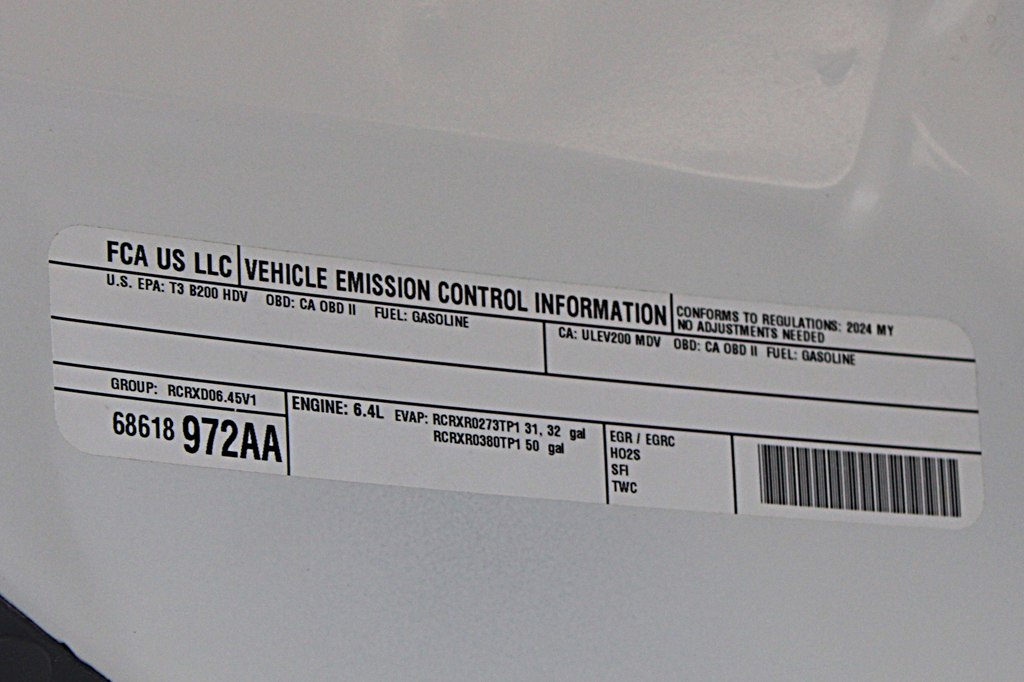 FCA US LLC VEHICLE EMISSION CONTROL INFORMATION
CONFORMS TO REGULATIONS: 2024 MY
NO ADJUSTMENTS NEEDED
U.S. EPA: T3 B200 HDV OBD: CA OBD II FUEL: GASOLINE
CA: ULEV200 MDV OBD: CA OBD II FUEL: GASOLINE
GROUP: RCRXD06.45V1
68618 972AA
ENGINE: 6.4L EVAP: RCRXR0273TP1 31, 32 gal
RCRXR0380TP1 50 gal
EGR / EGRC
HO2S
SFI
TWC